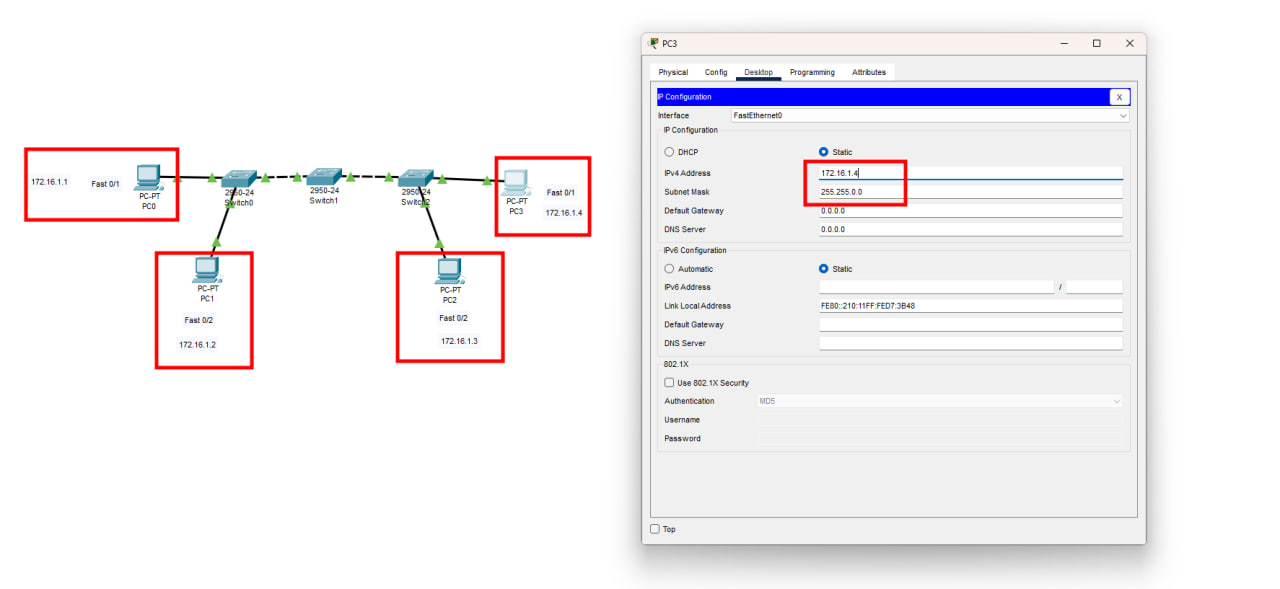 172.16.1.1
Fast 0/1
PC-PT
PC0
2950-24
Switch0
2950-24
Switch1
2950-24
Switch2
PC-PT
PC3
Fast 0/1
172.16.1.4
PC-PT
PC1
Fast 0/2
172.16.1.2
PC-PT
PC2
Fast 0/2
172.16.1.3
PC3
Physical Config Desktop Programming Attributes
IP Configuration
X
Interface FastEthernet0
IP Configuration
DHCP Static
IPv4 Address 172.16.1.4
Subnet Mask 255.255.0.0
Default Gateway 0.0.0.0
DNS Server 0.0.0.0
IPv6 Configuration
Automatic Static
IPv6 Address /
Link Local Address FE80::210:11FF:FED7:3B48
Default Gateway
DNS Server
802.1X
Use 802.1X Security
Authentication MD5
Username
Password
Top